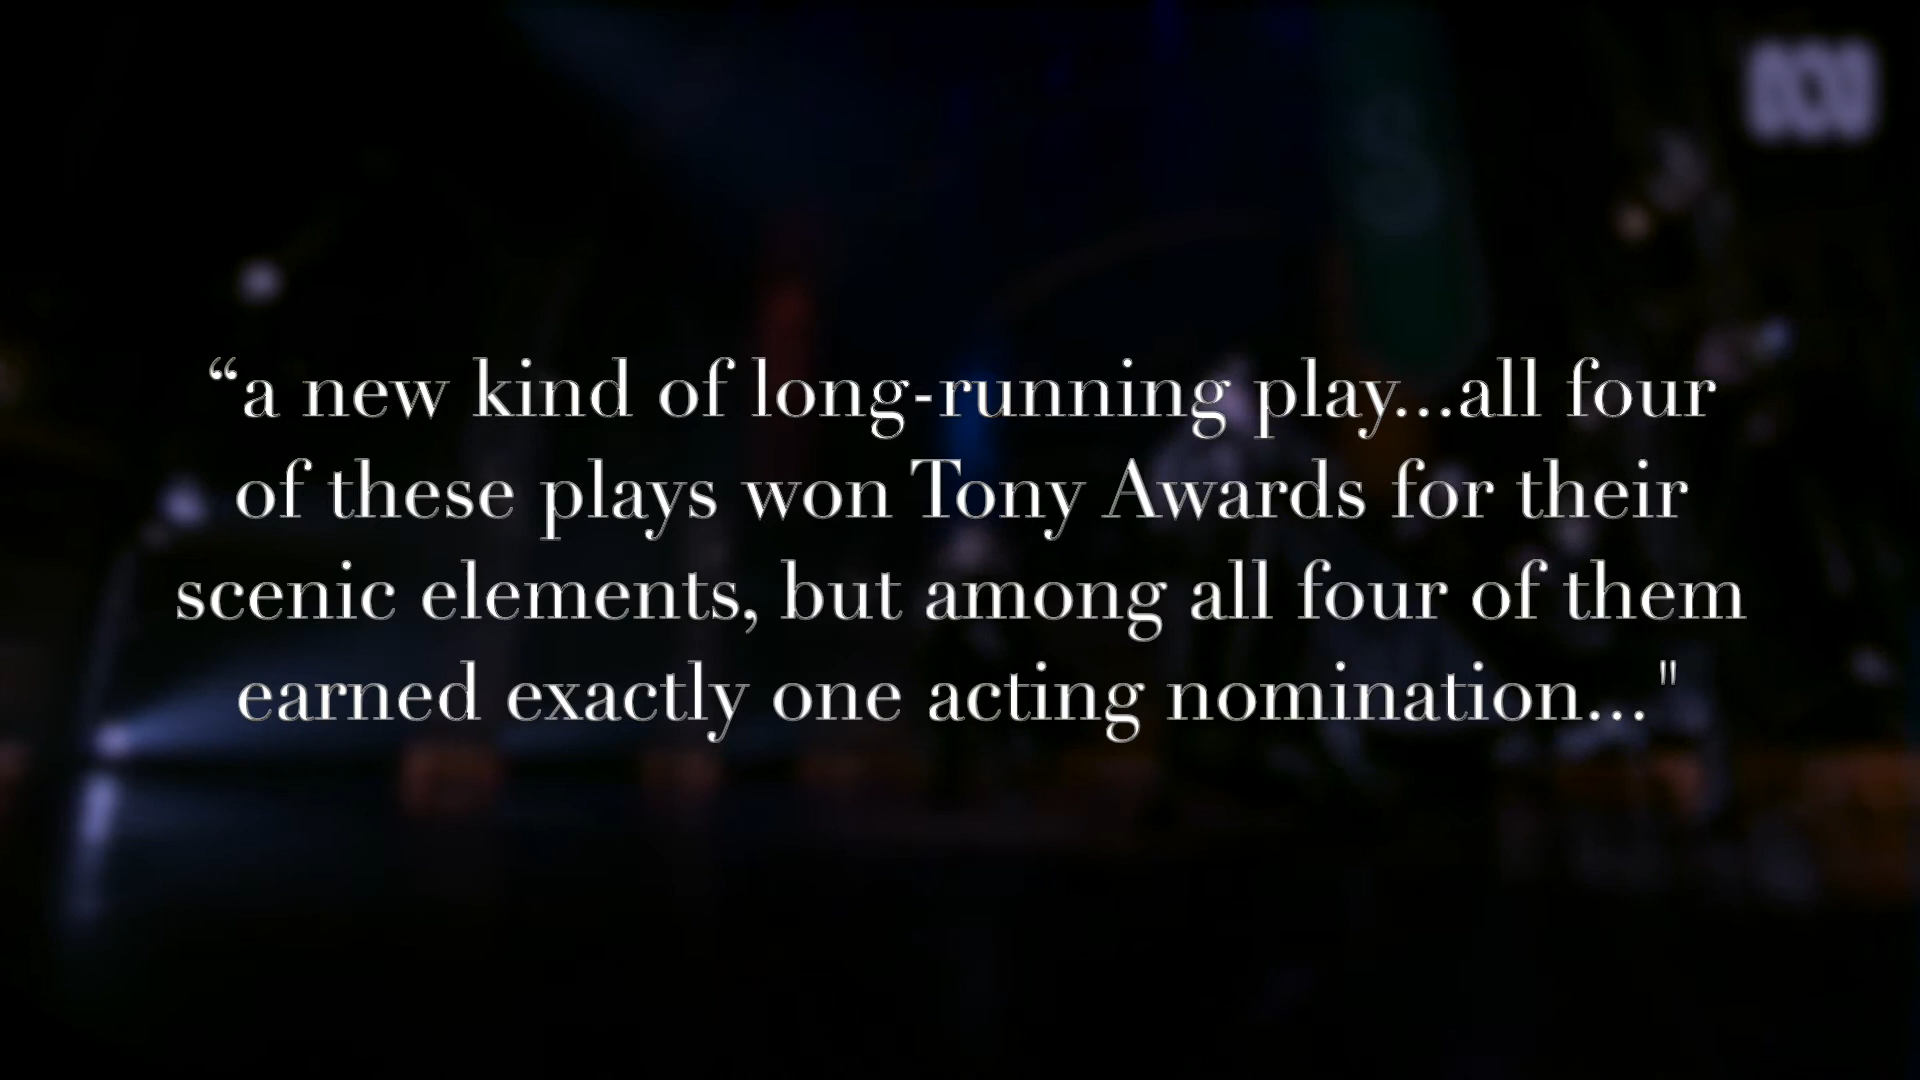 “a new kind of long-running play...all four
of these plays won Tony Awards for their
scenic elements, but among all four of them
earned exactly one acting nomination..."